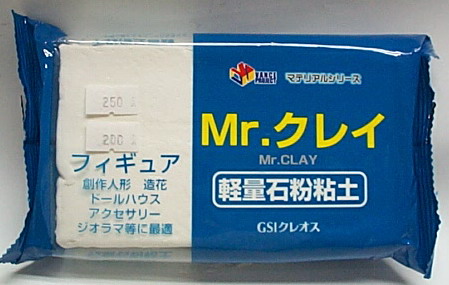 マテリアルシリーズ
250
200
Mr.クレイ
Mr.CLAY
軽量石粉粘土
GSIクレオス
フィギュア
創作人形 造花
ドールハウス
アクセサリー
ジオラマ等に最適